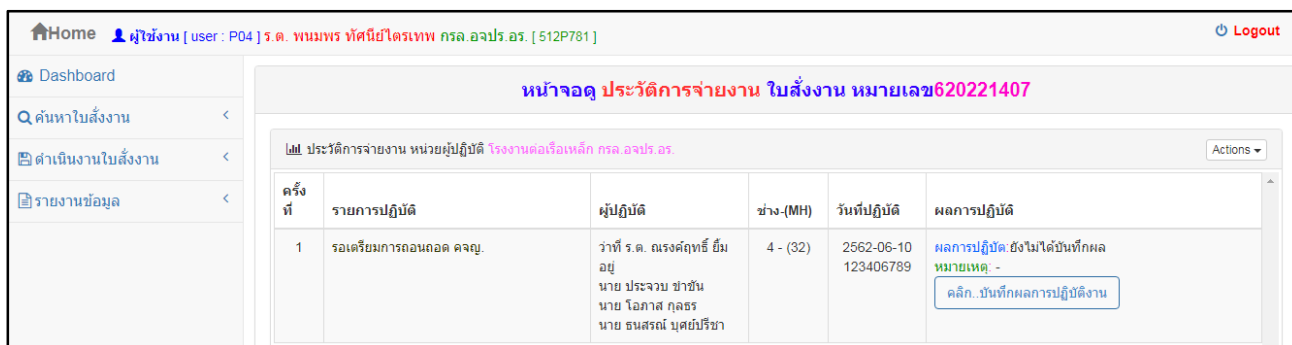 Home ผู้ใช้งาน [ user : P04 ] ร.ต. พนมพร ทัศนีย์ไตรเทพ กรล.อจปร.อร. [ 512P781 ] Logout
Dashboard
หน้าจอดู ประวัติการจ่ายงาน ใบสั่งงาน หมายเลข620221407
ค้นหาใบสั่งงาน <
ดำเนินงานใบสั่งงาน <
รายงานข้อมูล <
ประวัติการจ่ายงาน หน่วยผู้ปฏิบัติ โรงงานต่อเรือเหล็ก กรล.อจปร.อร. Actions
ครั้ง
ที่ รายการปฏิบัติ ผู้ปฏิบัติ ช่าง-(MH) วันที่ปฏิบัติ ผลการปฏิบัติ
1 รอเตรียมการถอนถอด คจญ. ว่าที่ ร.ต. ณรงค์ฤทธิ์ ยิ้ม 4 - (32) 2562-06-10 ผลการปฏิบัต:ยังไม่ได้บันทึกผล
อยู่ 123406789 หมายเหตุ: -
นาย ประจวบ ขำขัน คลิก..บันทึกผลการปฏิบัติงาน
นาย โอภาส กุลธร
นาย ธนสรณ์ บุศย์ปรีชา